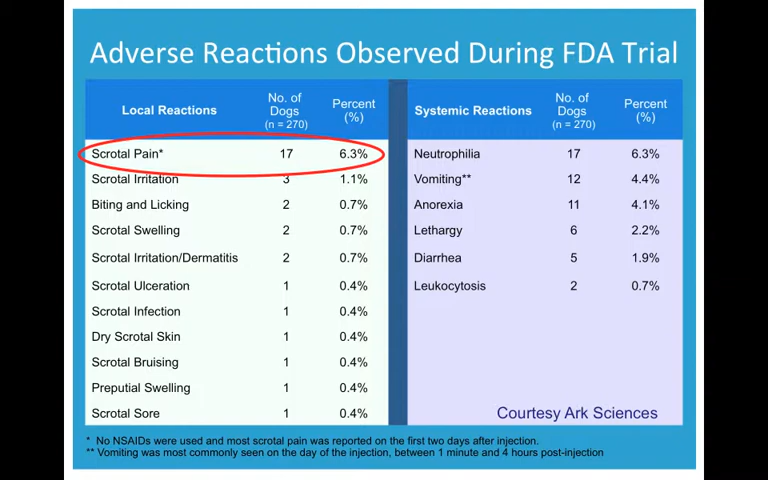 Adverse Reactions Observed During FDA Trial
Local Reactions No. of Dogs (n = 270) Percent (%)
Scrotal Pain* 17 6.3%
Scrotal Irritation 3 1.1%
Biting and Licking 2 0.7%
Scrotal Swelling 2 0.7%
Scrotal Irritation/Dermatitis 2 0.7%
Scrotal Ulceration 1 0.4%
Scrotal Infection 1 0.4%
Dry Scrotal Skin 1 0.4%
Scrotal Bruising 1 0.4%
Preputial Swelling 1 0.4%
Scrotal Sore 1 0.4%
Systemic Reactions No. of Dogs (n = 270) Percent (%)
Neutrophilia 17 6.3%
Vomiting** 12 4.4%
Anorexia 11 4.1%
Lethargy 6 2.2%
Diarrhea 5 1.9%
Leukocytosis 2 0.7%
Courtesy Ark Sciences
* No NSAIDs were used and most scrotal pain was reported on the first two days after injection.
** Vomiting was most commonly seen on the day of the injection, between 1 minute and 4 hours post-injection